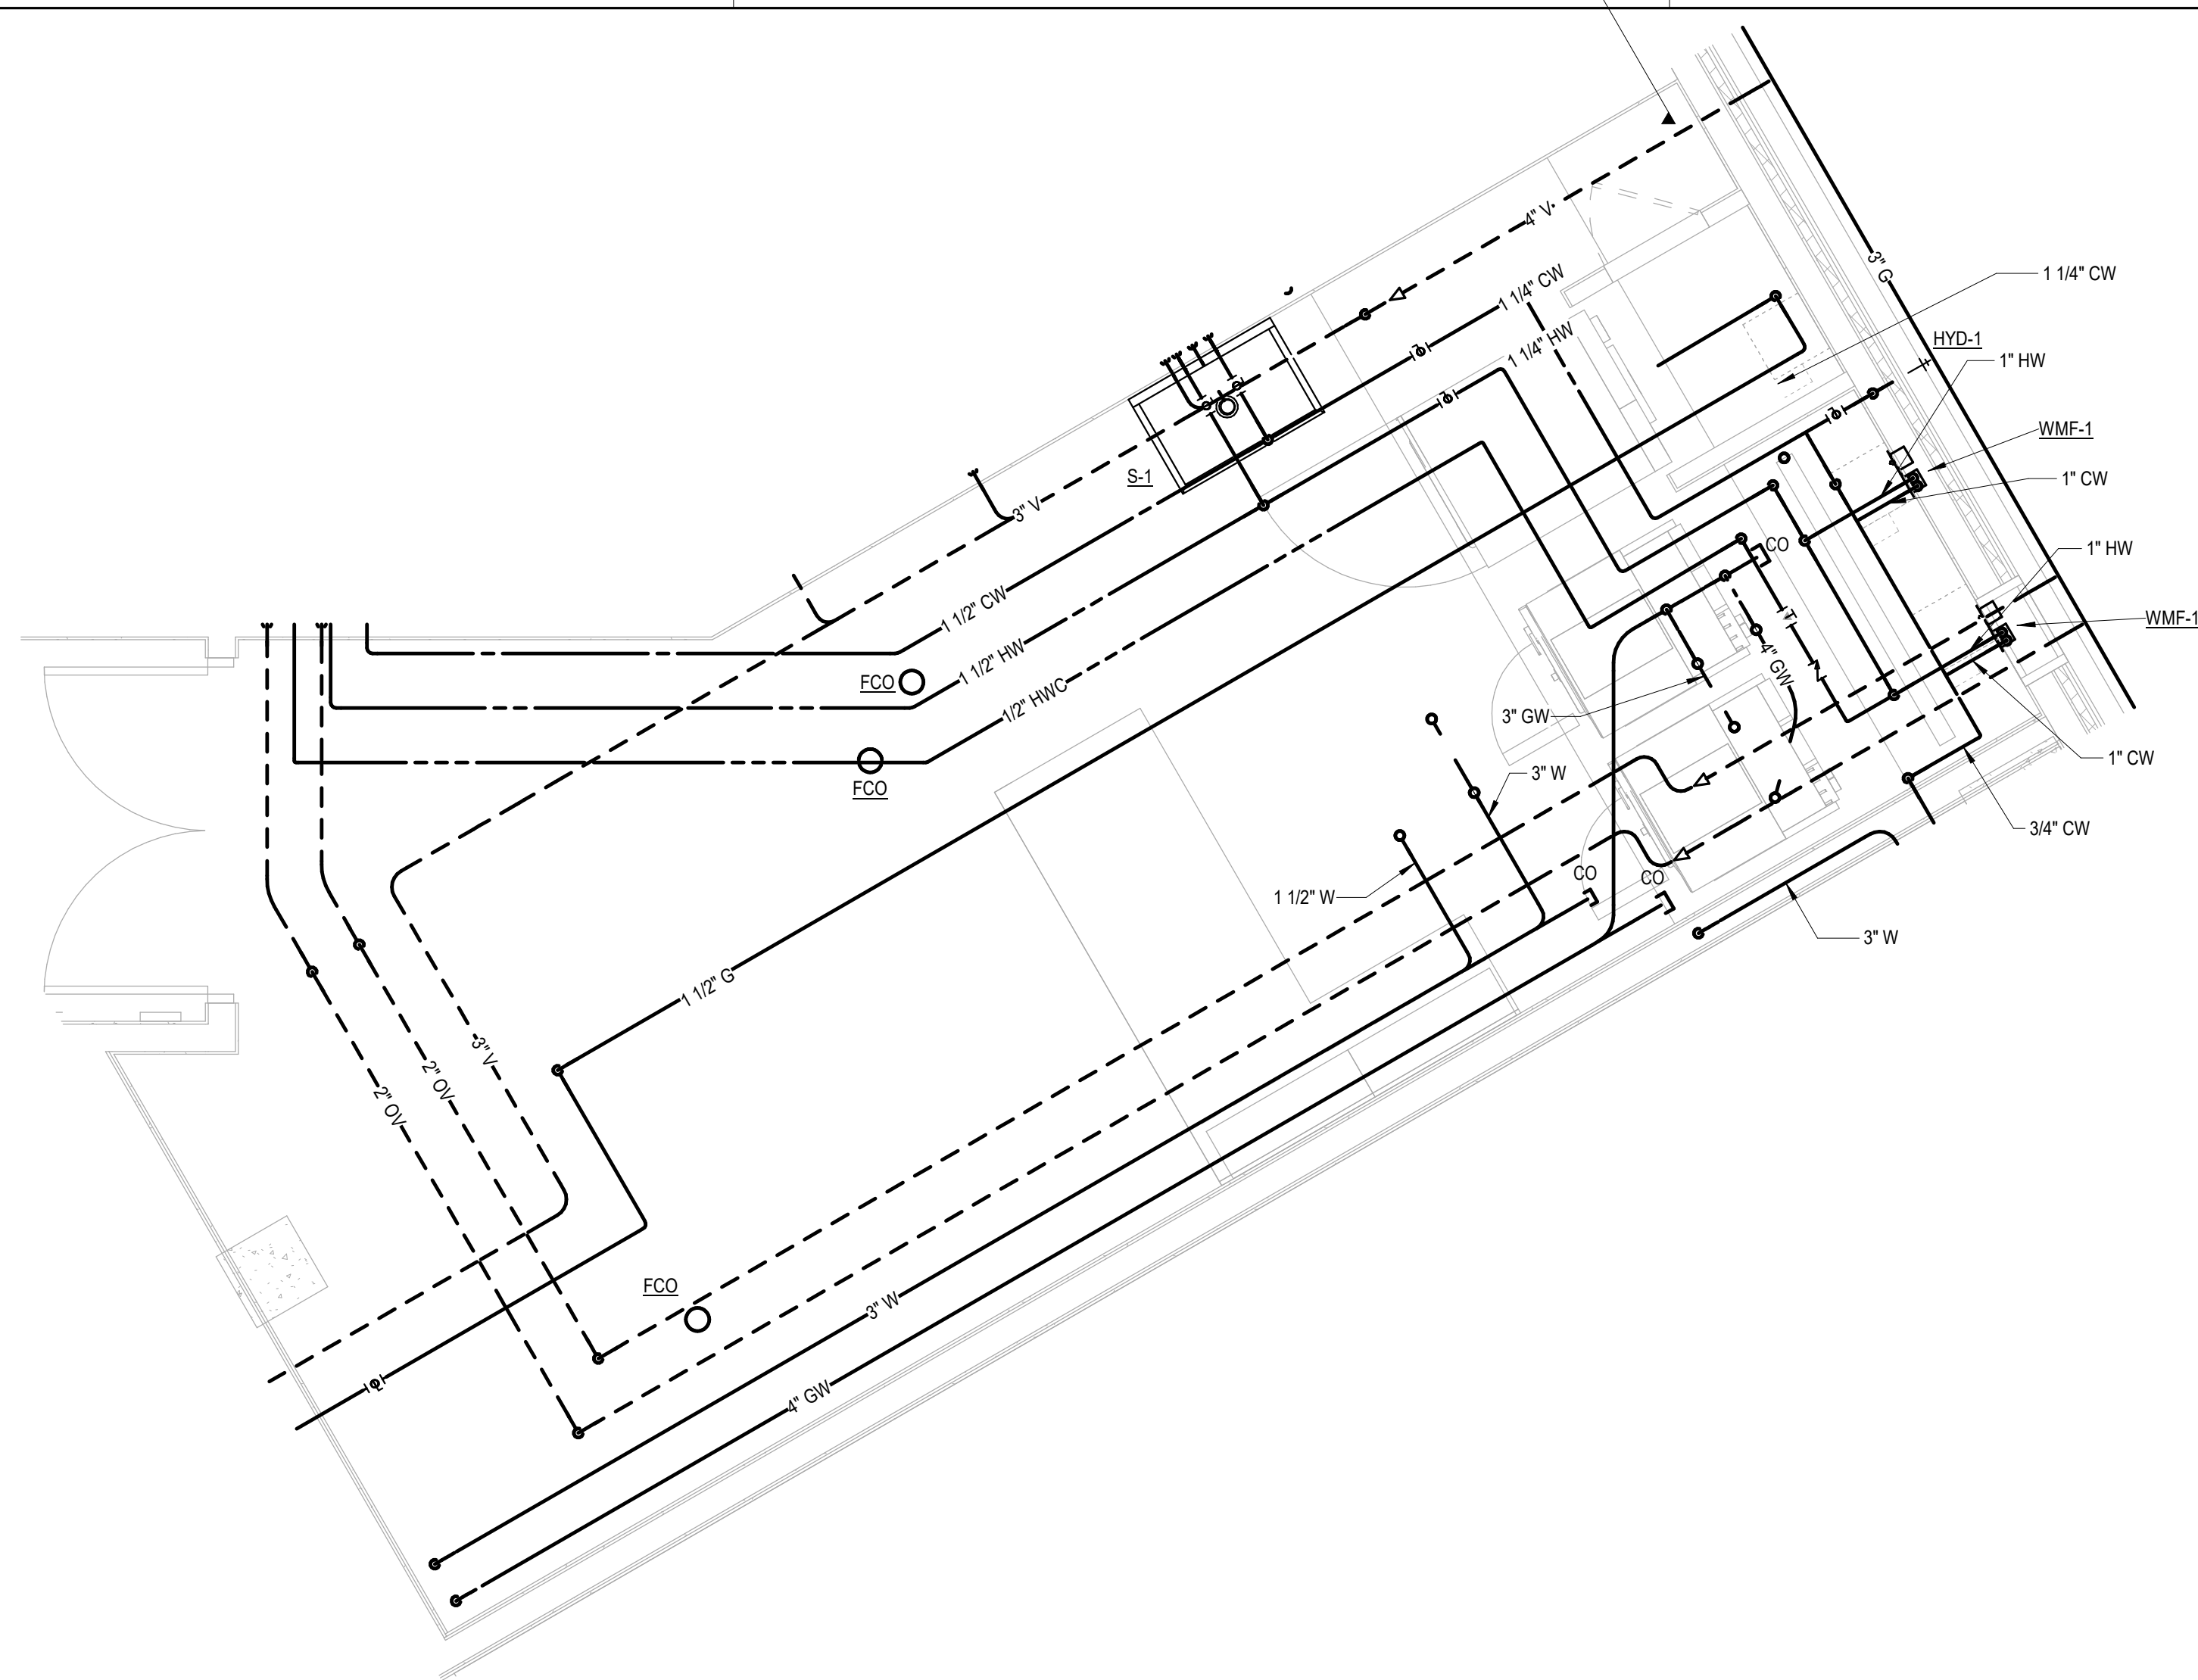 4" V
3" G
1 1/4" CW
1 1/4" CW
HYD-1
1 1/4" HW
1" HW
WMF-1
S-1
1" CW
3" V
CO
1" HW
1 1/2" CW
WMF-1
1 1/2" HW
4" GW
FCO
1/2" HWC
3" GW
1" CW
3" W
FCO
3/4" CW
CO
CO
1 1/2" W
3" W
1 1/2" G
3" V
2" OV
2" OV
FCO
3" W
4" GW